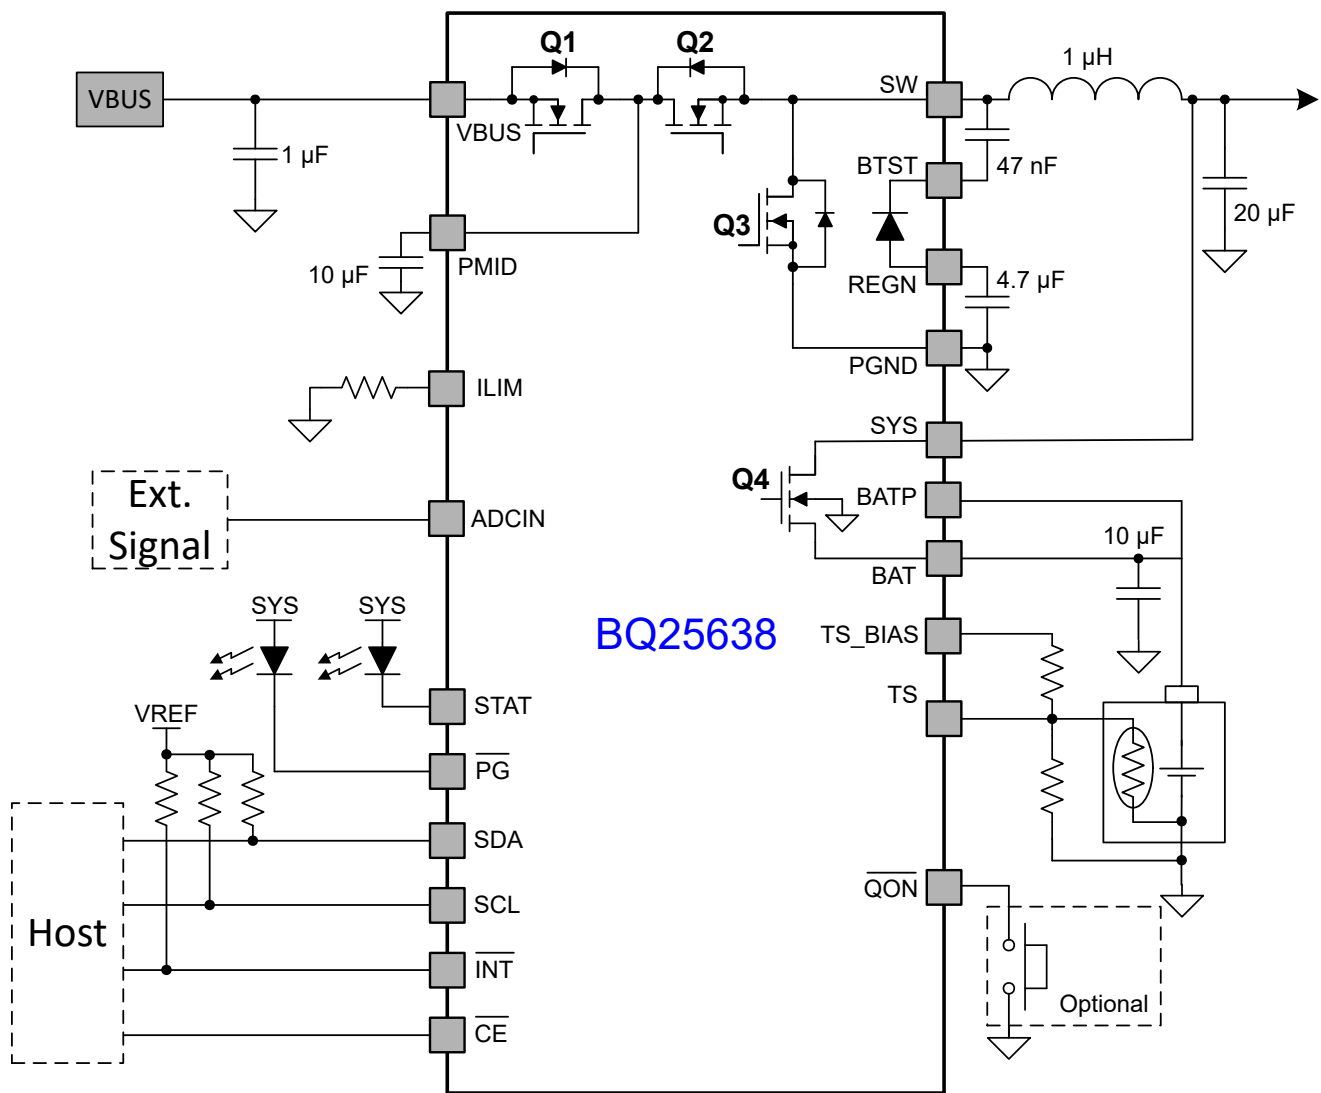 Q1
Q2
1 µH
VBUS
VBUS
SW
1 µF
BTST
47 nF
Q3
20 µF
10 µF
PMID
REGN
4.7 µF
PGND
ILIM
SYS
Q4
BATP
Ext.
Signal
ADCIN
10 µF
BAT
SYS
SYS
BQ25638
TS_BIAS
TS
STAT
VREF
PG
SDA
QON
SCL
Host
INT
Optional
CE